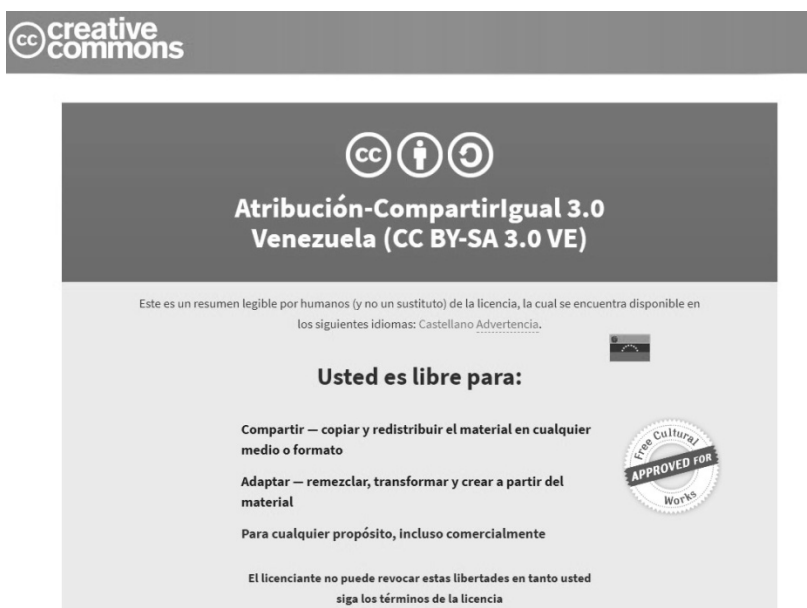 cc creative
commons
cc
Atribución-CompartirIgual 3.0
Venezuela (CC BY-SA 3.0 VE)
Este es un resumen legible por humanos (y no un sustituto) de la licencia, la cual se encuentra disponible en
los siguientes idiomas: Castellano Advertencia.
Usted es libre para:
Compartir — copiar y redistribuir el material en cualquier
medio o formato
Adaptar — remezclar, transformar y crear a partir del
material
Para cualquier propósito, incluso comercialmente
Free Cultural
APPROVED FOR
Works
El licenciante no puede revocar estas libertades en tanto usted
siga los términos de la licencia